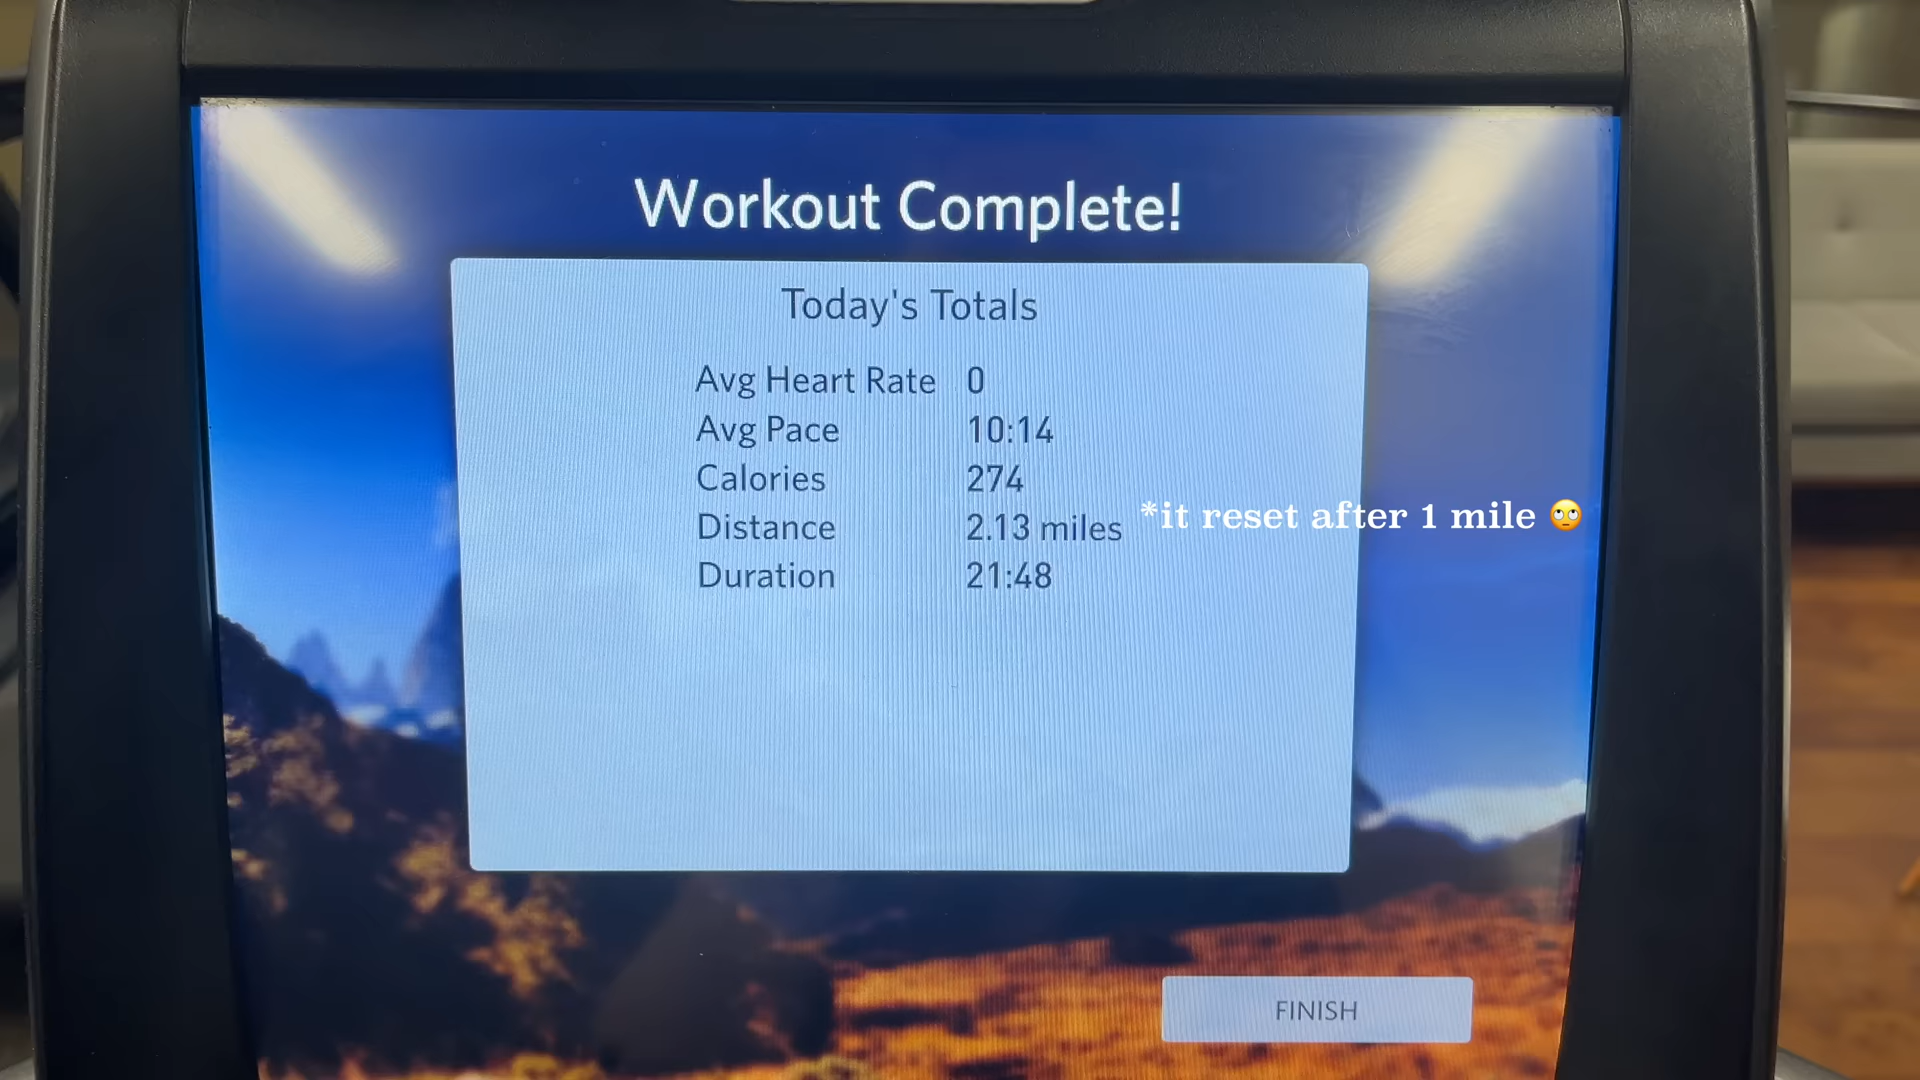 Workout Complete!
Today's Totals
Avg Heart Rate 0
Avg Pace 10:14
Calories 274
Distance 2.13 miles
*it reset after 1 mile 🙄
Duration 21:48
FINISH